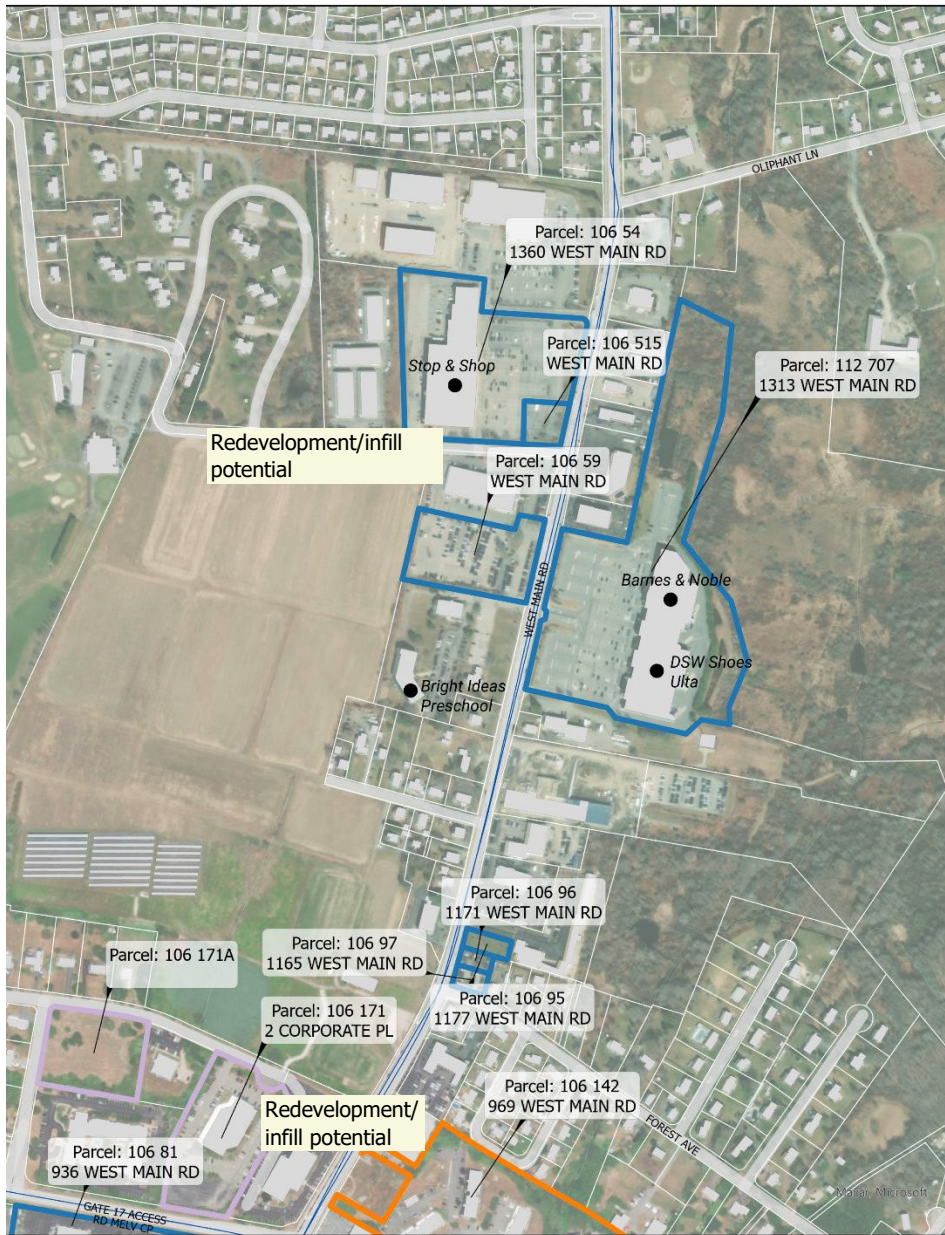 OLIPHANT LN
Parcel: 106 54
1360 WEST MAIN RD
Parcel: 106 515
WEST MAIN RD
Stop & Shop
Parcel: 112 707
1313 WEST MAIN RD
Redevelopment/infill
potential
Parcel: 106 59
WEST MAIN RD
WEST MAIN RD
Barnes & Noble
DSW Shoes
Ulta
Bright Ideas
Preschool
Parcel: 106 96
1171 WEST MAIN RD
Parcel: 106 97
1165 WEST MAIN RD
Parcel: 106 95
1177 WEST MAIN RD
Parcel: 106 171A
Parcel: 106 171
2 CORPORATE PL
Redevelopment/
infill potential
Parcel: 106 142
969 WEST MAIN RD
FOREST AVE
Parcel: 106 81
936 WEST MAIN RD
GATE 17 ACCESS
RD MELV CP
Maxar, Microsoft